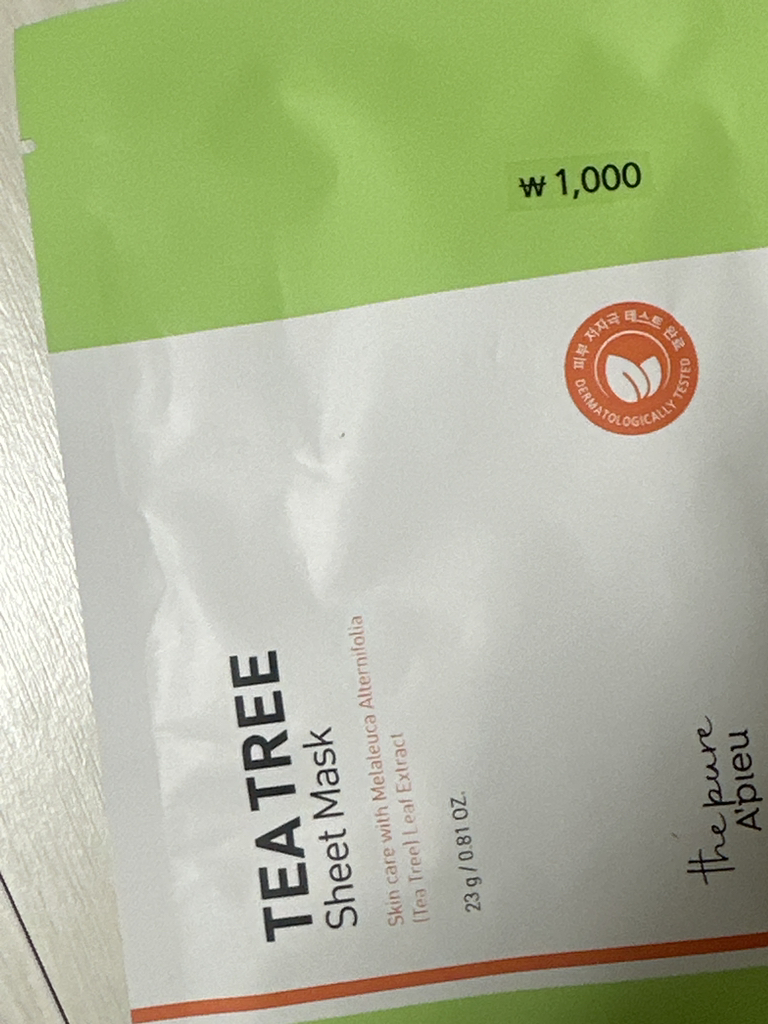 ₩ 1,000
피부 저자극 테스트 완료
DERMATOLOGICALLY TESTED
TEA TREE
Sheet Mask
Skin care with Melaleuca Alternifolia
(Tea Tree) Leaf Extract
23 g / 0.81 OZ.
the pure
A'pieu